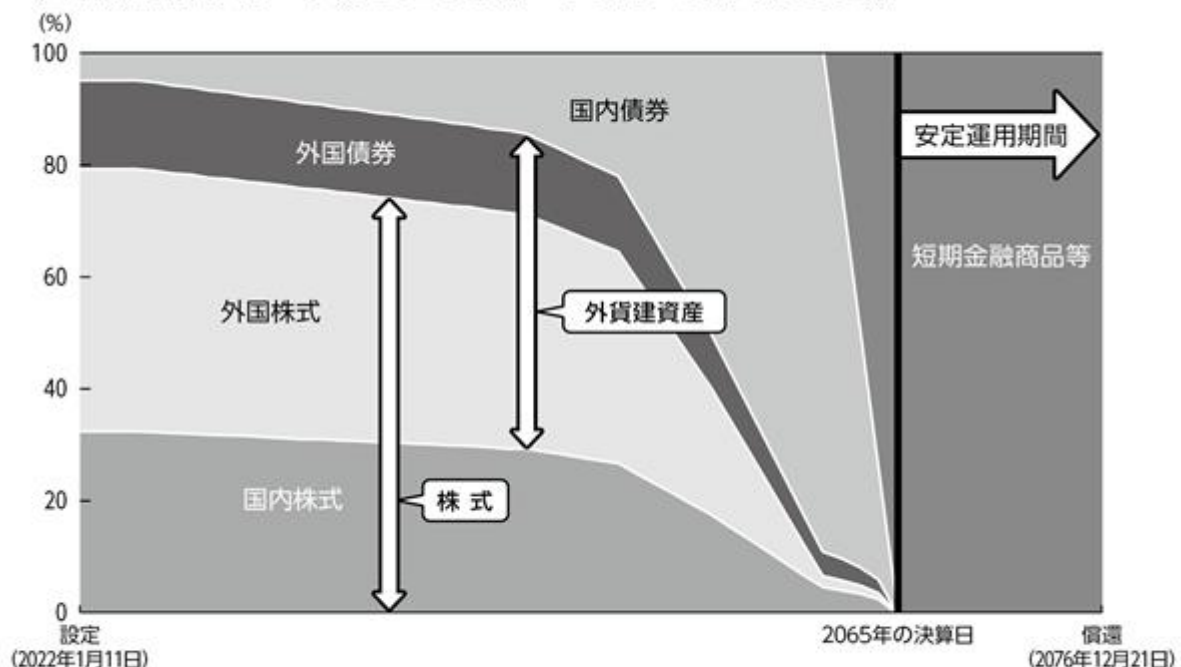 (%)
100
国内債券
安定運用期間
外国債券
80
短期金融商品等
60
外国株式
外貨建資産
40
国内株式
株 式
20
0
設定
(2022年1月11日)
2065年の決算日
償還
(2076年12月21日)